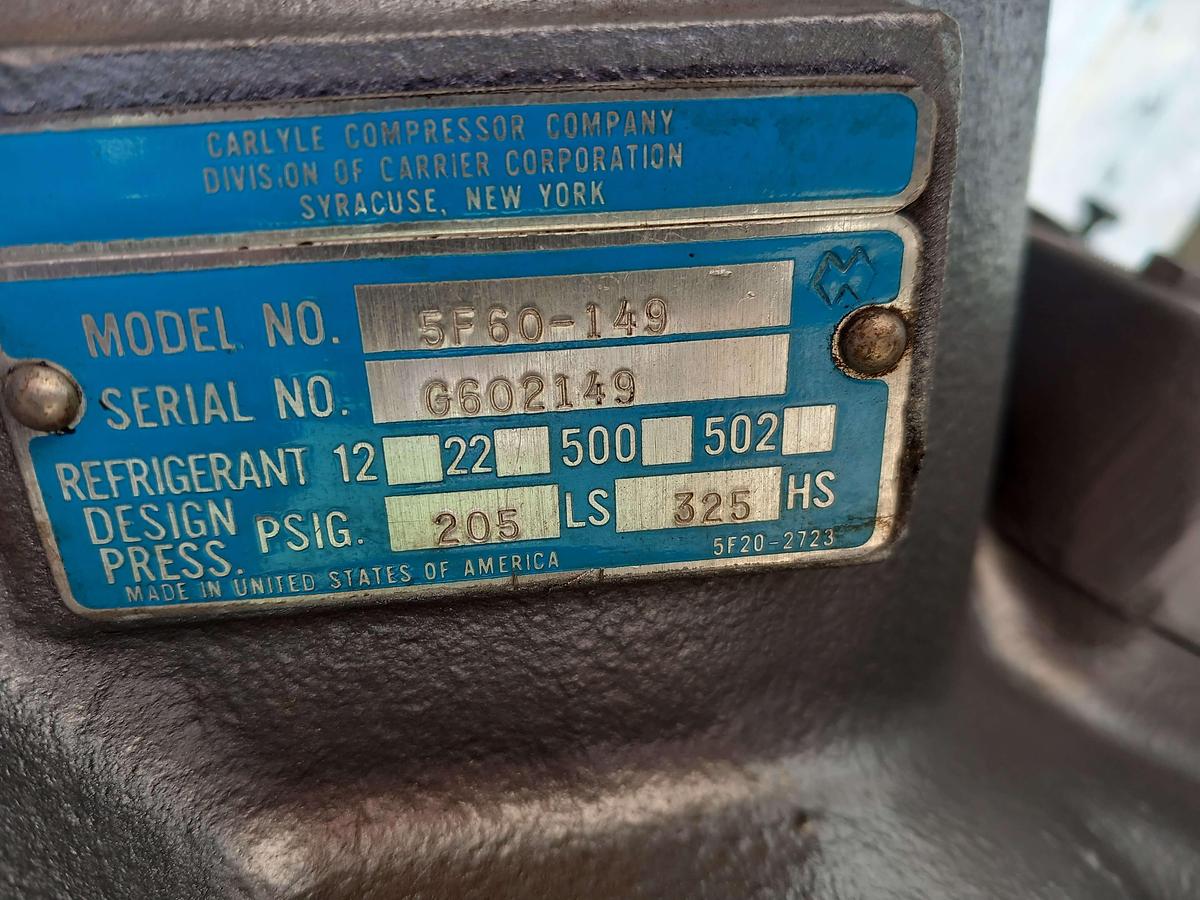 CARLYLE COMPRESSOR COMPANY
DIVISION OF CARRIER CORPORATION
SYRACUSE, NEW YORK
MODEL NO. 5F60-149
SERIAL NO. G602149
REFRIGERANT 12 22 500 502
DESIGN PRESS. PSIG. 205 LS 325 HS
MADE IN UNITED STATES OF AMERICA
5F20-2723